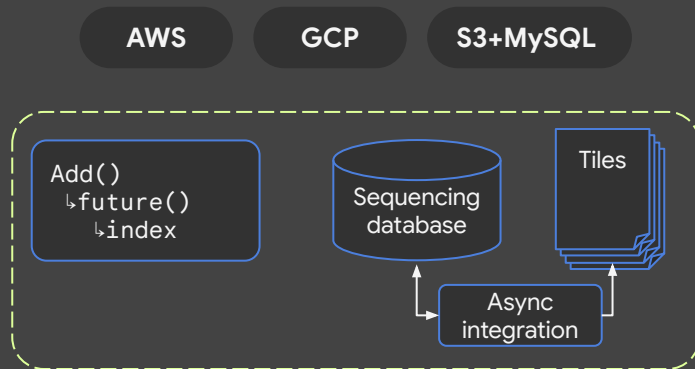 AWS
GCP
S3+MySQL
Add()
↳future()
↳index
Sequencing
database
Tiles
Async
integration